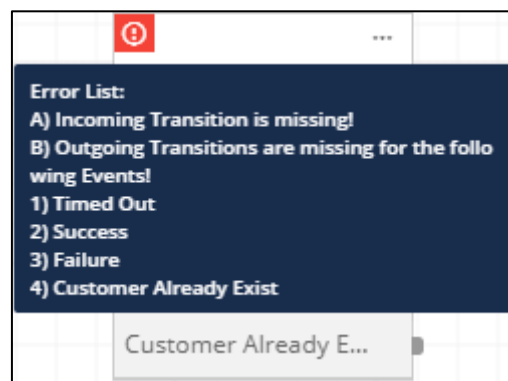 ...
Error List:
A) Incoming Transition is missing!
B) Outgoing Transitions are missing for the follo
wing Events!
1) Timed Out
2) Success
3) Failure
4) Customer Already Exist
Customer Already E...